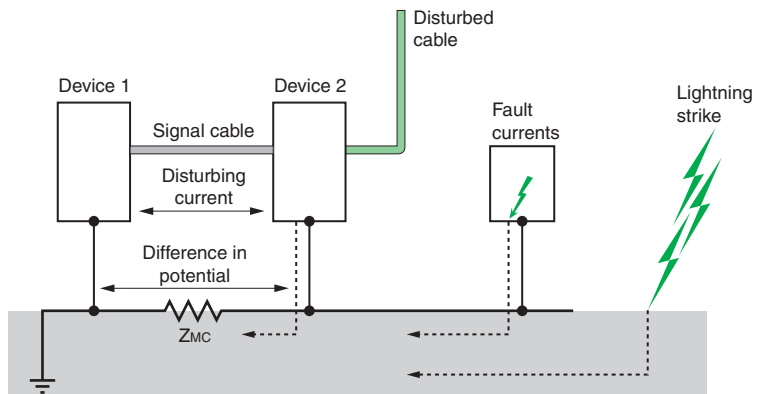 Disturbed
cable
Device 1
Device 2
Signal cable
Fault
currents
Lightning
strike
Disturbing
current
Difference in
potential
ZMC